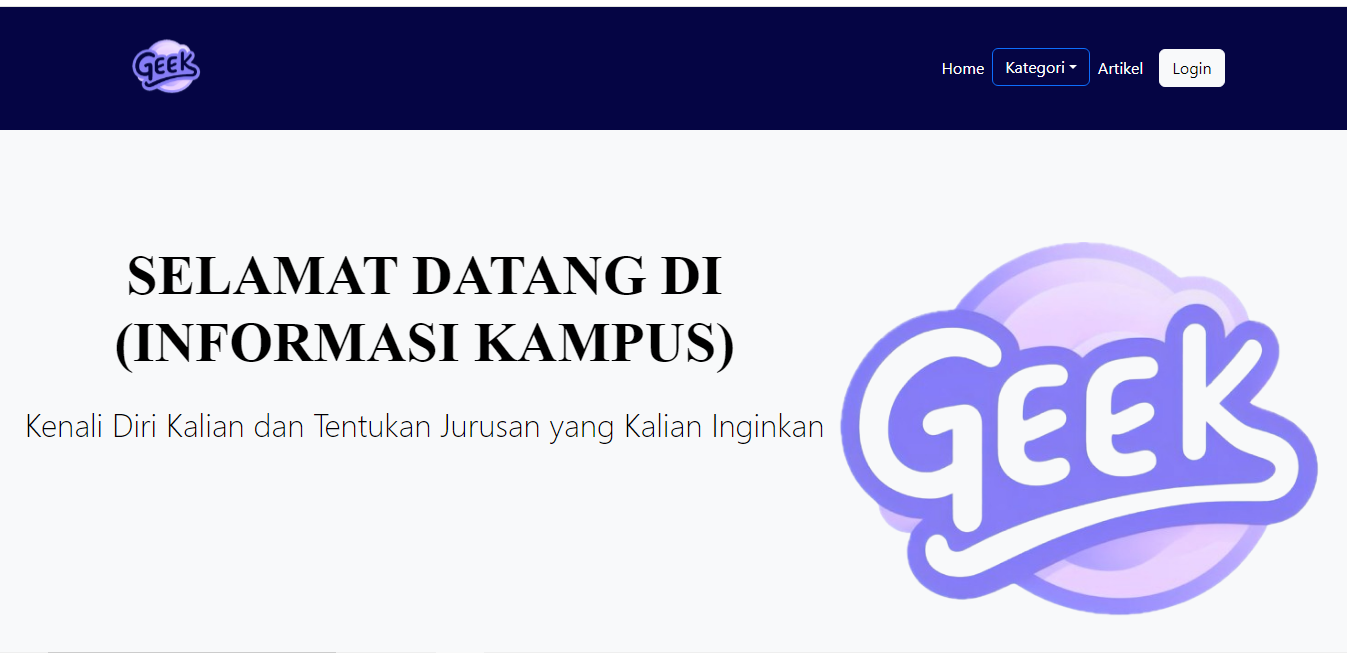 GEEK
Home Kategori Artikel Login
SELAMAT DATANG DI
(INFORMASI KAMPUS)
Kenali Diri Kalian dan Tentukan Jurusan yang Kalian Inginkan
GEEK